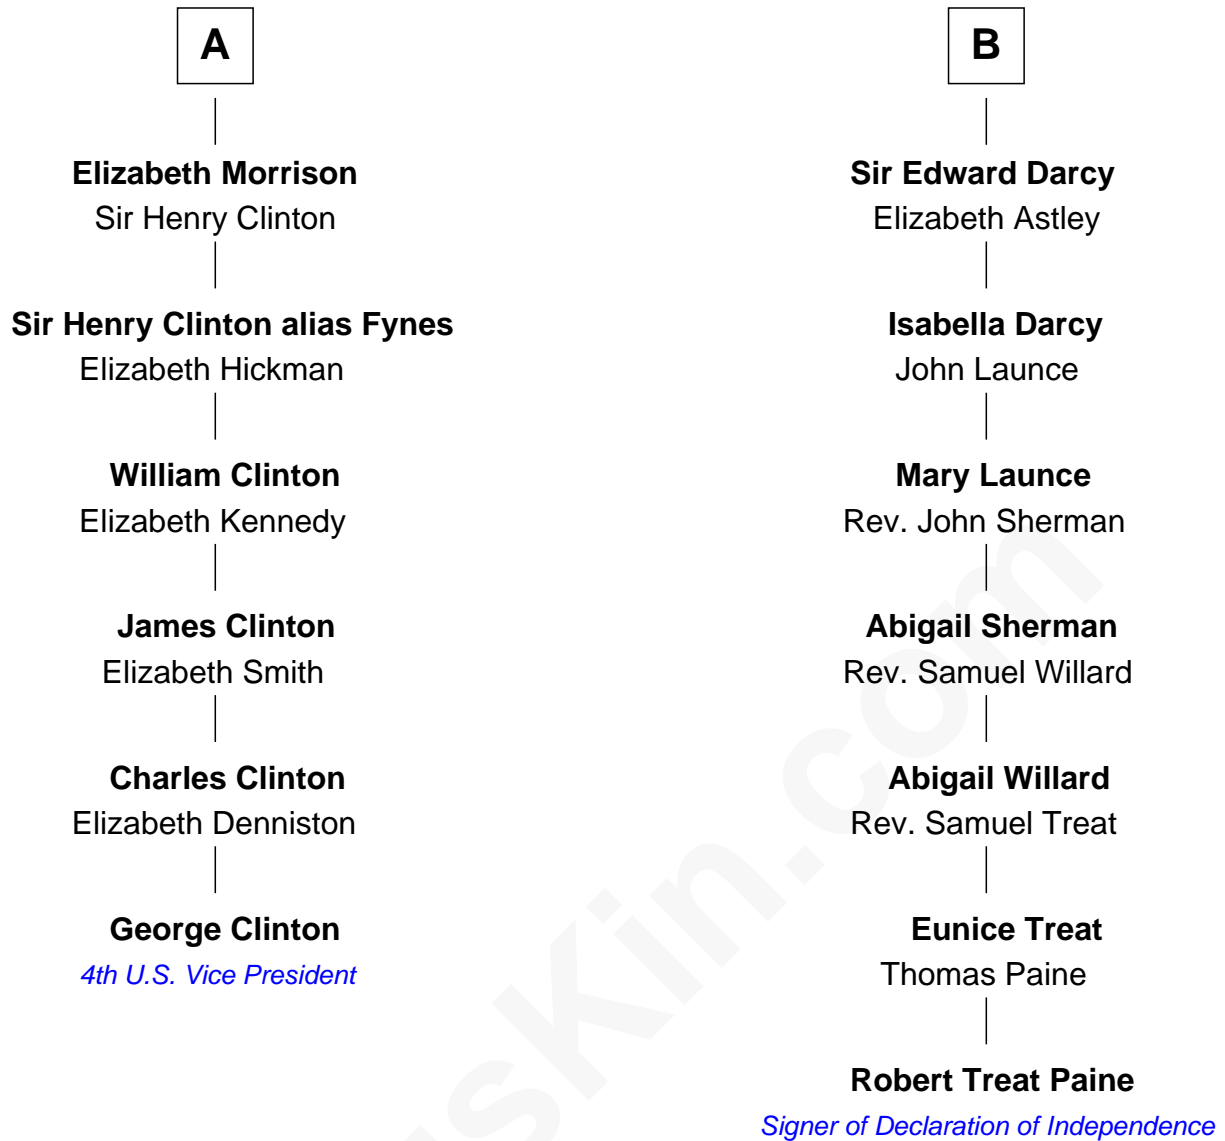 A
Elizabeth Morrison
Sir Henry Clinton
Sir Henry Clinton alias Fynes
Elizabeth Hickman
William Clinton
Elizabeth Kennedy
James Clinton
Elizabeth Smith
Charles Clinton
Elizabeth Denniston
George Clinton
4th U.S. Vice President
B
Sir Edward Darcy
Elizabeth Astley
Isabella Darcy
John Launce
Mary Launce
Rev. John Sherman
Abigail Sherman
Rev. Samuel Willard
Abigail Willard
Rev. Samuel Treat
Eunice Treat
Thomas Paine
Robert Treat Paine
Signer of Declaration of Independence